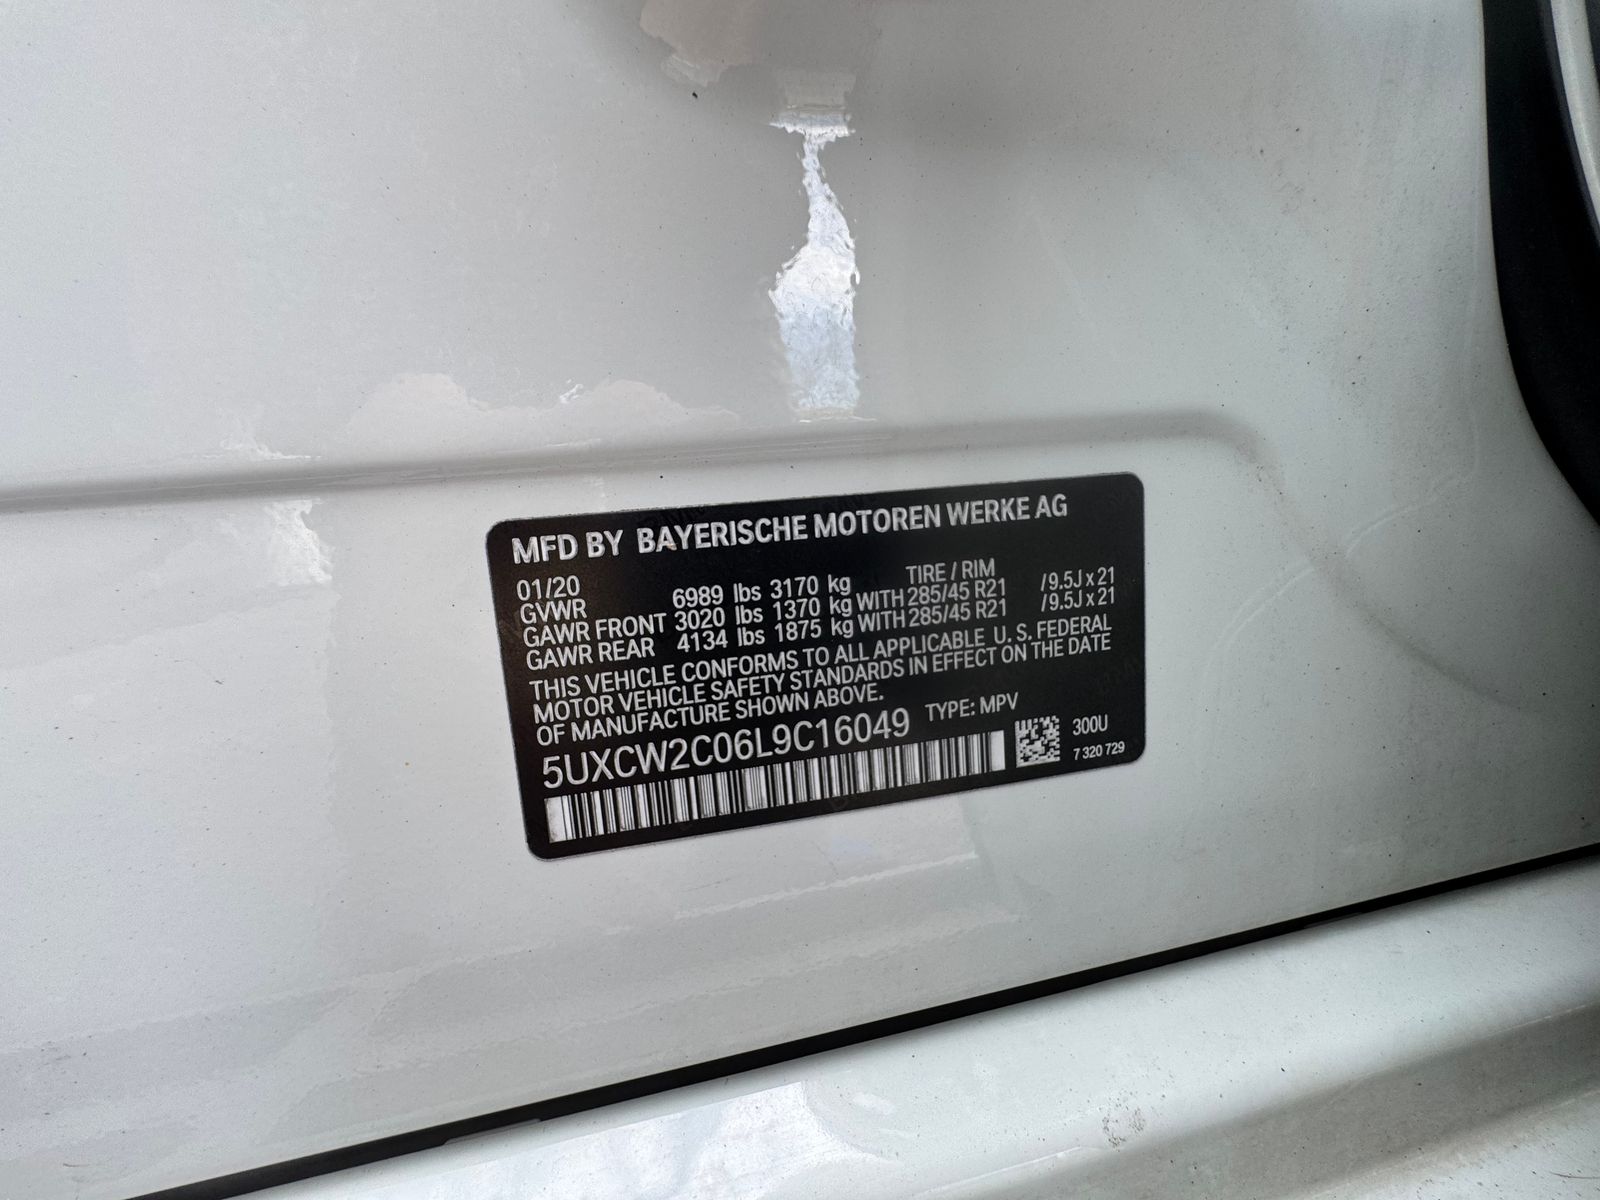 MFD BY BAYERISCHE MOTOREN WERKE AG
01/20 TIRE / RIM
GVWR 6989 lbs 3170 kg
GAWR FRONT 3020 lbs 1370 kg WITH 285/45 R21 /9.5J x 21
GAWR REAR 4134 lbs 1875 kg WITH 285/45 R21 /9.5J x 21
THIS VEHICLE CONFORMS TO ALL APPLICABLE U. S. FEDERAL
MOTOR VEHICLE SAFETY STANDARDS IN EFFECT ON THE DATE
OF MANUFACTURE SHOWN ABOVE.
5UXCW2C06L9C16049 TYPE: MPV
300U
7 320 729